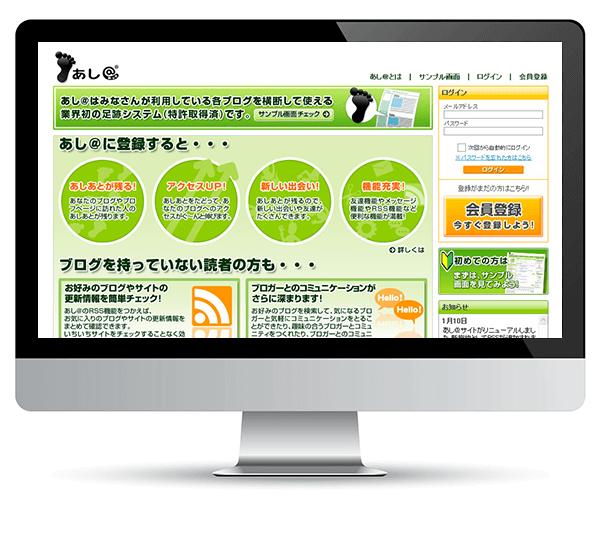 あし@
あし@とは | サンプル画面 | ログイン | 会員登録
あし@はみなさんが利用している各ブログを横断して使える
業界初の足跡システム（特許取得済）です。 サンプル画面チェック
あし@に登録すると・・・
あしあとが残る!
あなたのブログやプロ
フページに訪れた人の
あしあとが残ります。
アクセスUP!
あしあとをたどって、あ
なたのブログへのアク
セスがぐ～んと伸びます。
新しい出会い!
あしあとが残るので、
新しい出会いや友達が
たくさんできます。
機能充実!
友達機能やメッセージ
機能やRSS機能など
便利な機能が満載!
詳しくは
ブログを持っていない読者の方も・・・
お好みのブログやサイトの
更新情報を簡単チェック!
あし@のRSS機能をつかえば、
お気に入りのブログやサイトの更新情報を
まとめて確認できます。
いちいちサイトをチェックすることなく効
ブロガーとのコミュニケーションが
さらに深まります!
お好みのブログを検索して、気になるブロ
ガーと気軽にコミュニケーションをとるこ
とができたり、趣味の合うブロガーとコミュ
ニティをつくれたり、ブロガーとのコミュニ
Hello!
Hello!
ログイン
メールアドレス
パスワード
次回から自動的にログイン
※パスワードを忘れた方はこちら
ログイン
登録がまだの方はこちら!!
会員登録
今すぐ登録しよう!
初めての方は
まずは、サンプル
画面を見てみよう!
お知らせ
1月10日
あし@サイトがリニューアルしまし